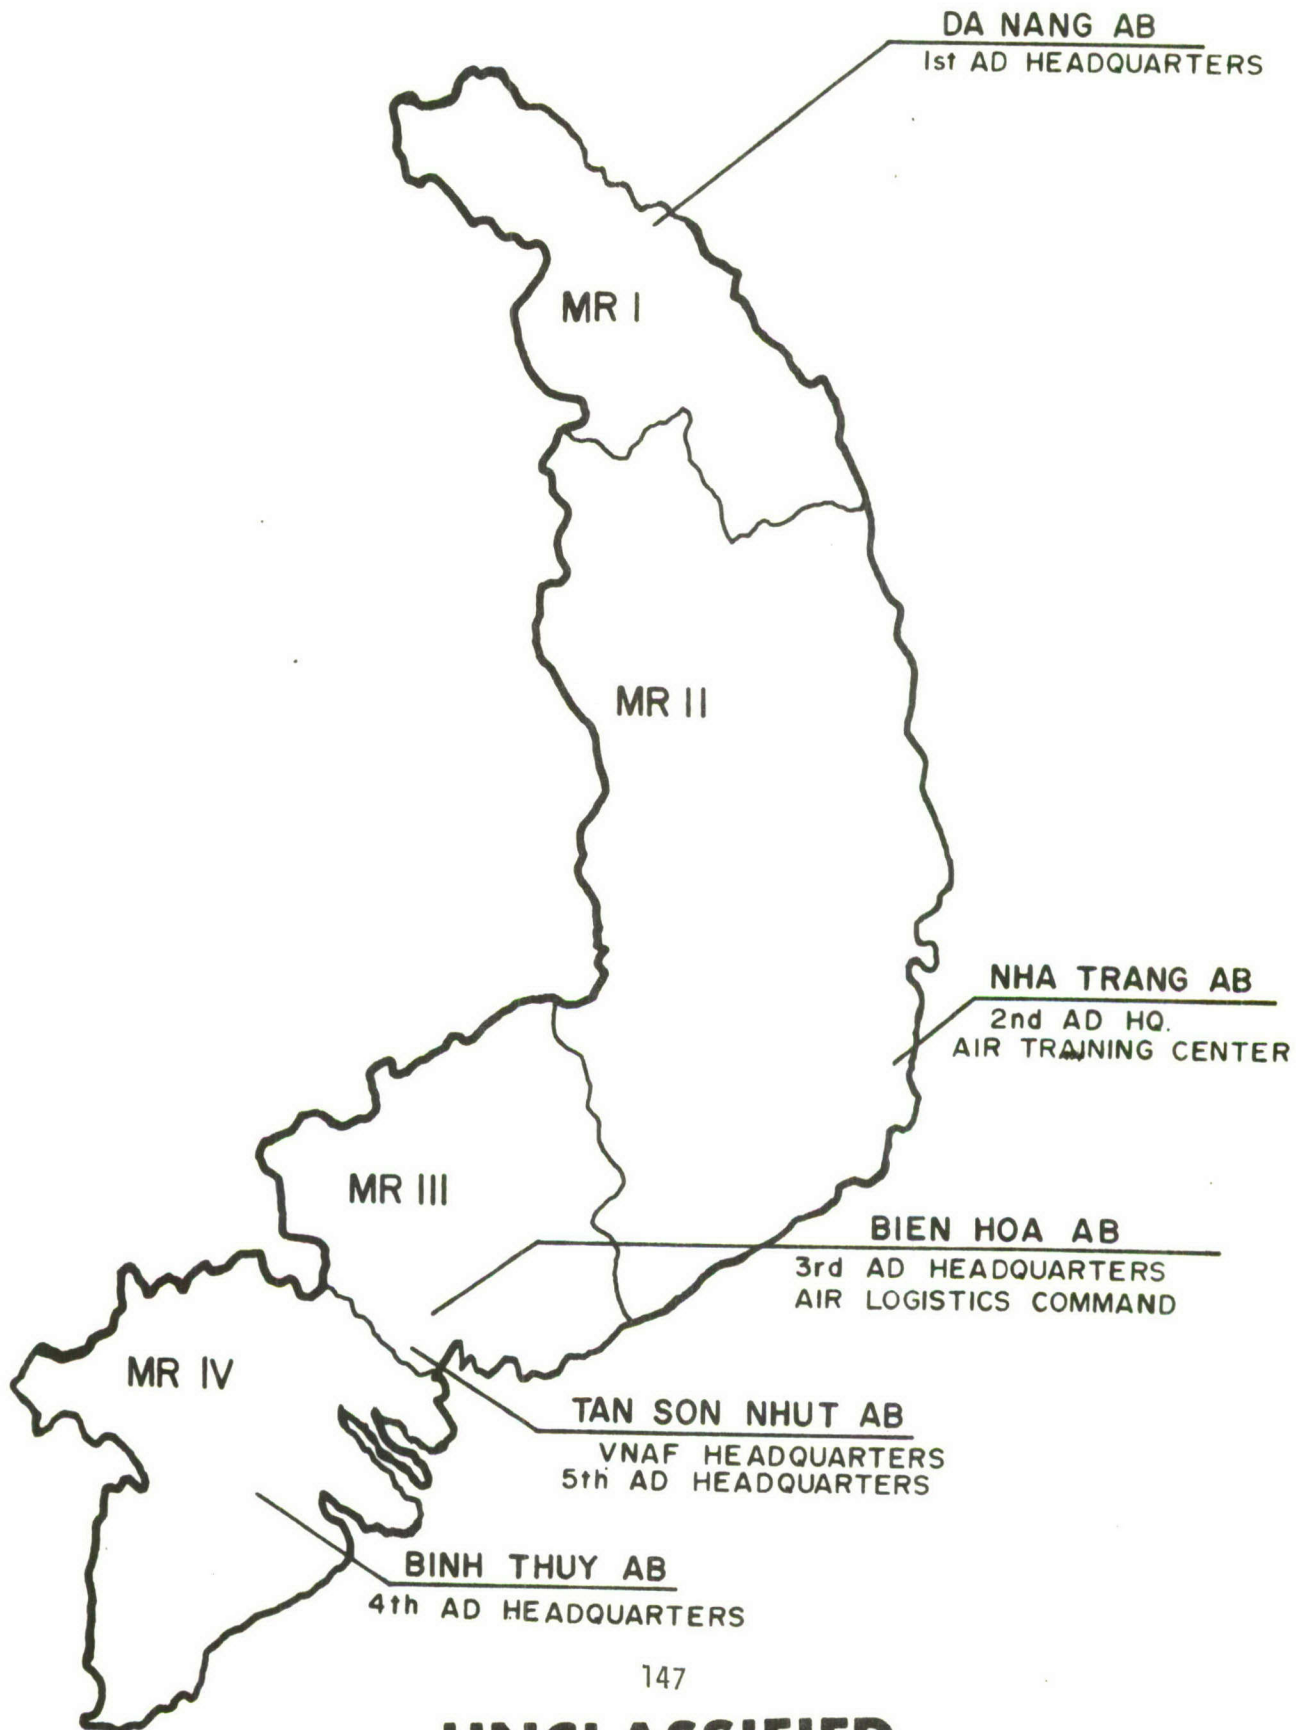 DA NANG AB
1st AD HEADQUARTERS
MR I
MR II
NHA TRANG AB
2nd AD HQ.
AIR TRAINING CENTER
MR III
BIEN HOA AB
3rd AD HEADQUARTERS
AIR LOGISTICS COMMAND
MR IV
TAN SON NHUT AB
VNAF HEADQUARTERS
5th AD HEADQUARTERS
BINH THUY AB
4th AD HEADQUARTERS
147
UNCLASSIFIED